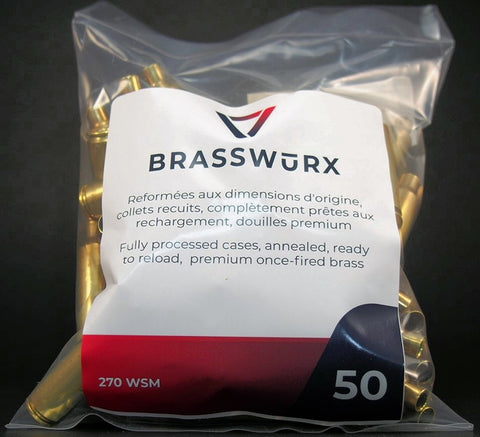 BRASSWURX
Reformées aux dimensions d'origine,
collets recuits, complètement prêtes aux
rechargement, douilles premium
Fully processed cases, annealed, ready
to reload, premium once-fired brass
270 WSM
50